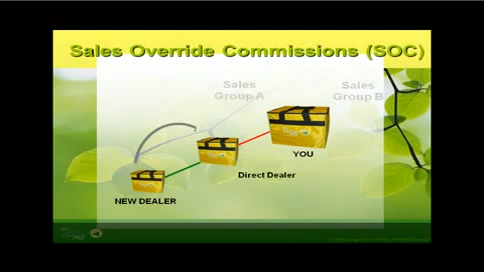 Sales Override Commissions (SOC)
Sales
Group A
Sales
Group B
YOU
Direct Dealer
NEW DEALER